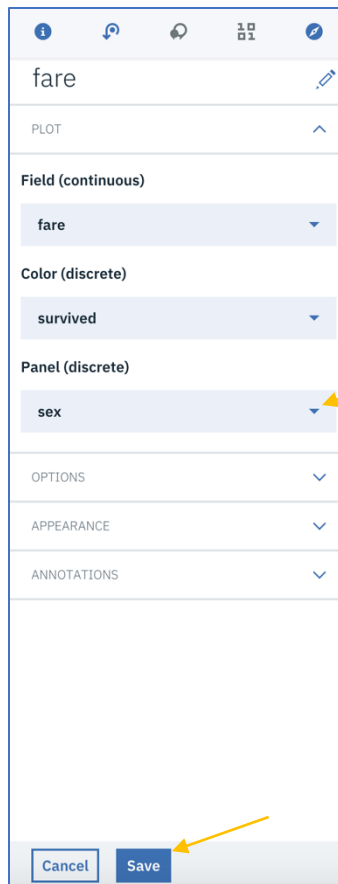 fare
PLOT
Field (continuous)
fare
Color (discrete)
survived
Panel (discrete)
sex
OPTIONS
APPEARANCE
ANNOTATIONS
Cancel Save